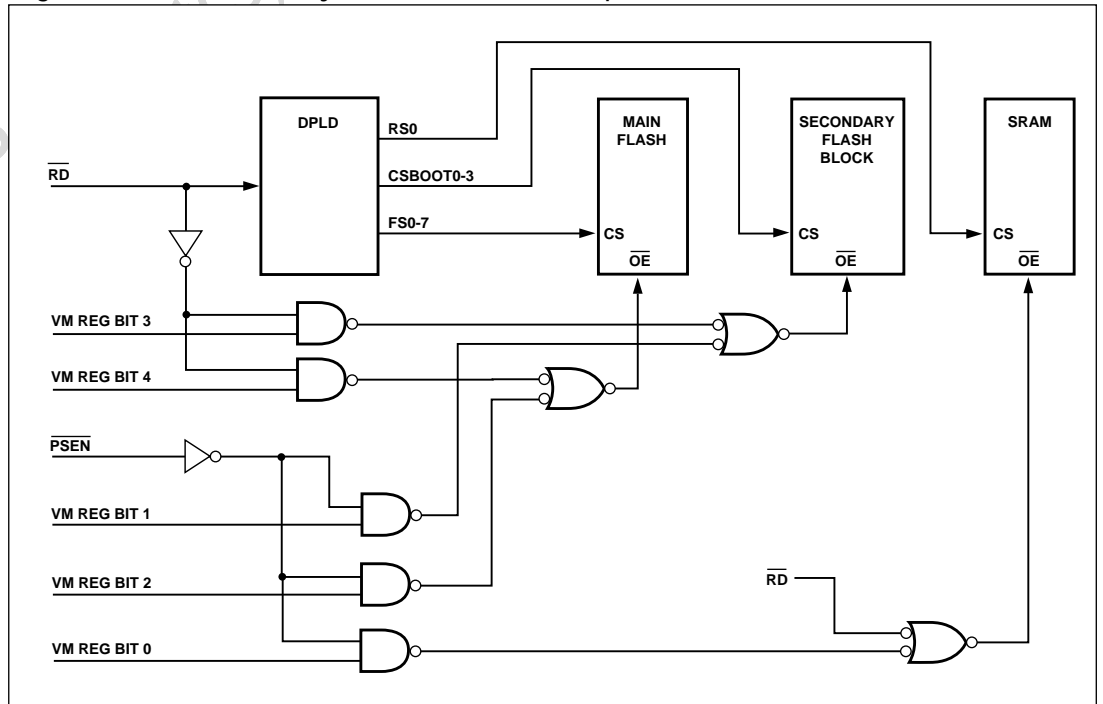 DPLD
RS0
CSBOOT0-3
FS0-7
MAIN
FLASH
CS
OE
SECONDARY
FLASH
BLOCK
CS
OE
SRAM
CS
OE
RD
VM REG BIT 3
VM REG BIT 4
PSEN
VM REG BIT 1
VM REG BIT 2
VM REG BIT 0
RD